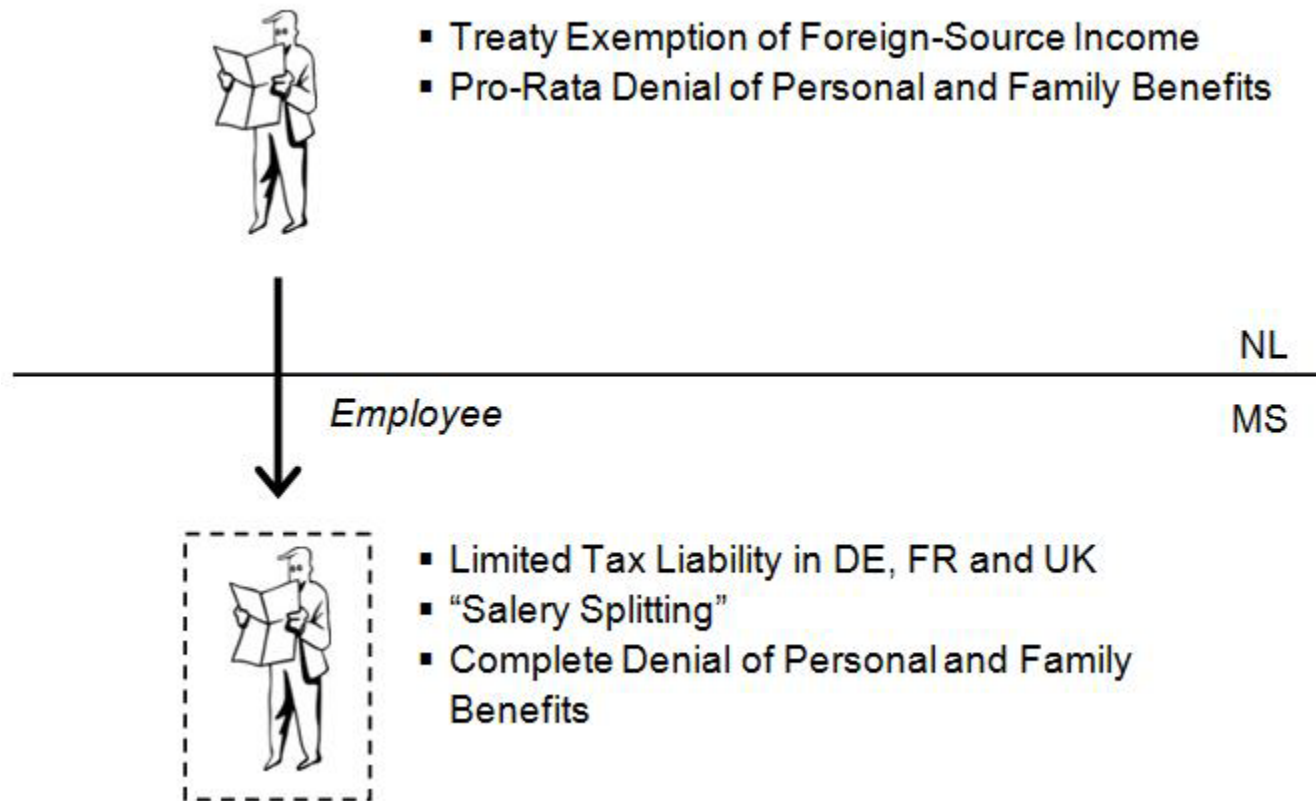 ▪ Treaty Exemption of Foreign-Source Income
▪ Pro-Rata Denial of Personal and Family Benefits
NL
Employee
MS
▪ Limited Tax Liability in DE, FR and UK
▪ “Salery Splitting”
▪ Complete Denial of Personal and Family
Benefits